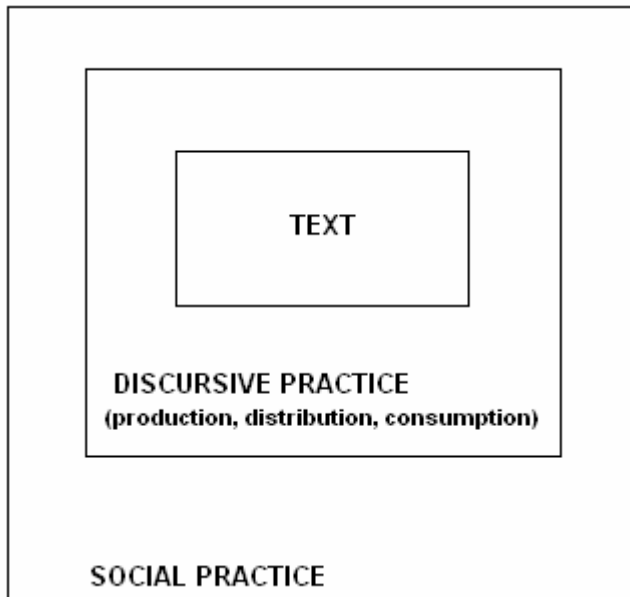 TEXT
DISCURSIVE PRACTICE
(production, distribution, consumption)
SOCIAL PRACTICE